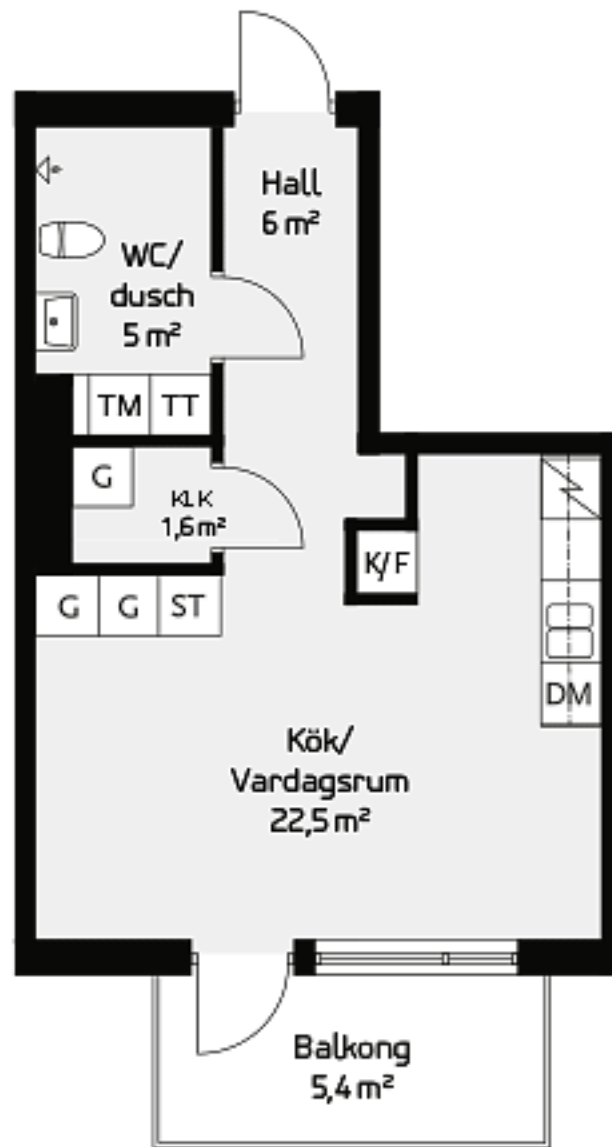 Hall
6 m²
WC/
dusch
5 m²
TM TT
G
KLK
1,6 m²
K/F
G G ST
DM
Kök/
Vardagsrum
22,5 m²
Balkong
5,4 m²